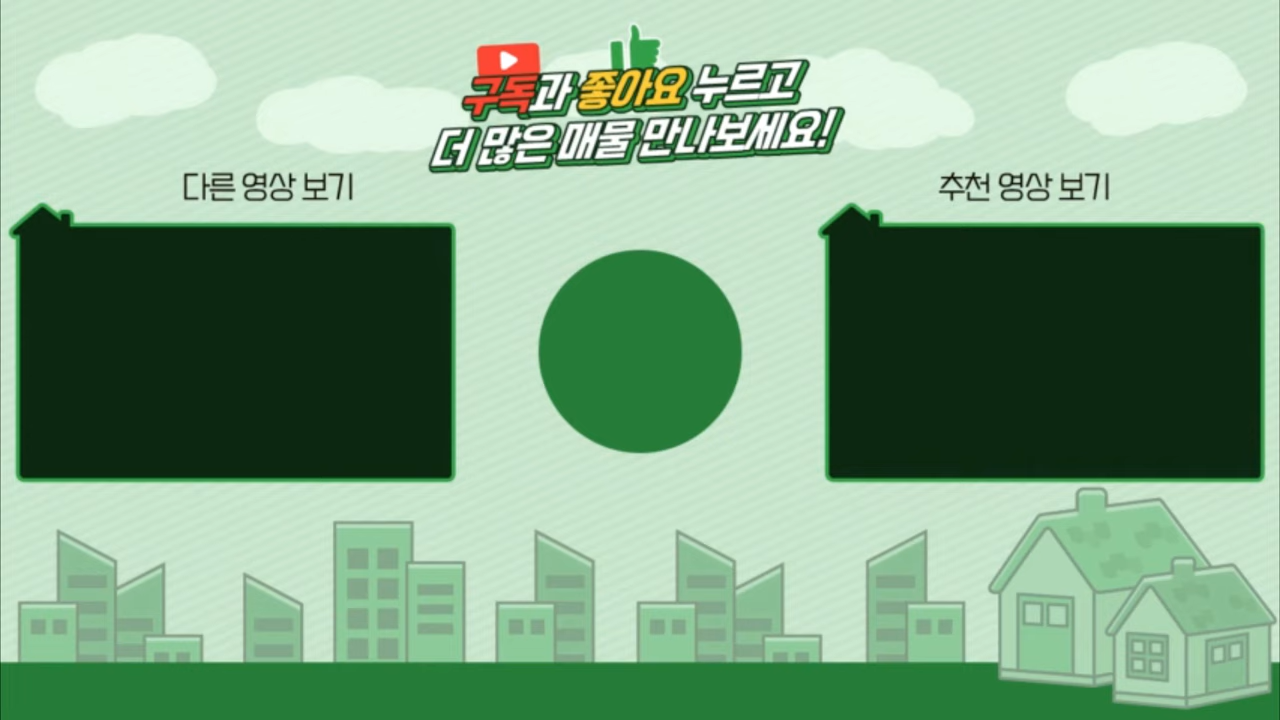 구독과 좋아요 누르고
더 많은 매물 만나보세요!
다른 영상 보기
추천 영상 보기